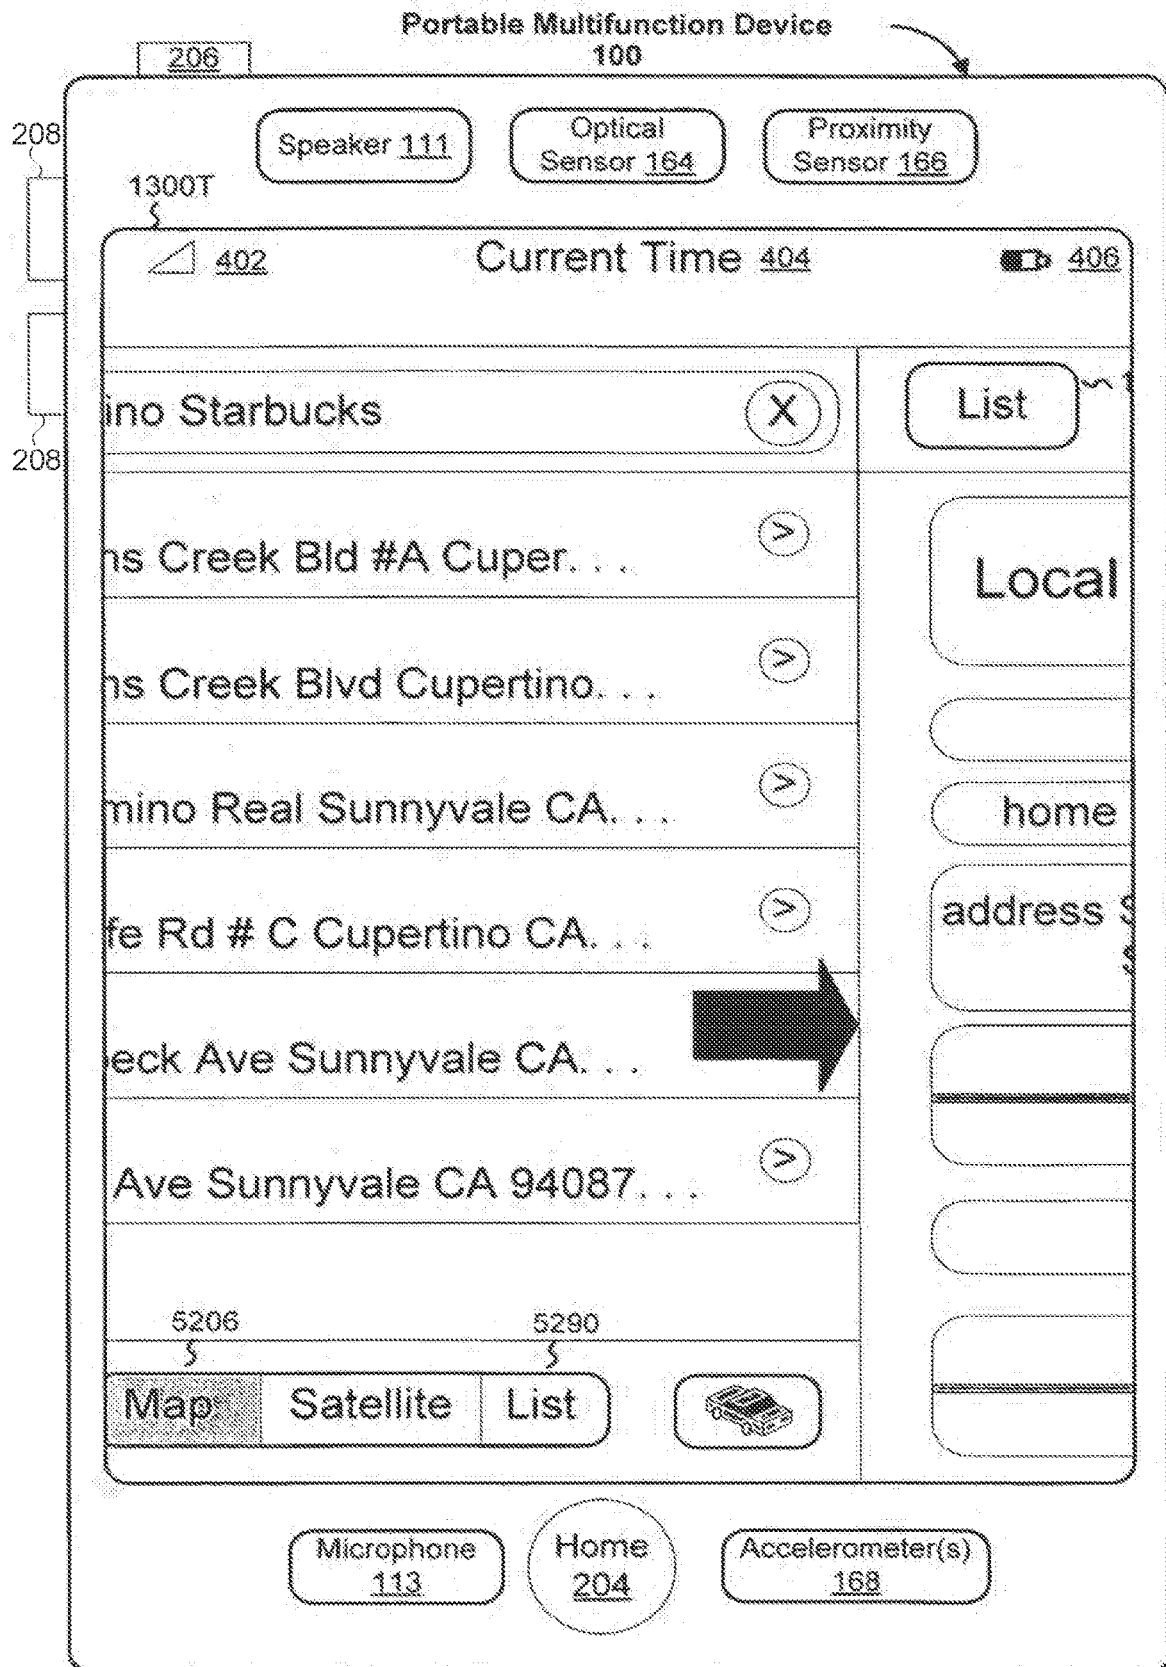 Portable Multifunction Device
100
206
208
Speaker 111
Optical
Sensor 164
Proximity
Sensor 166
1300T
402
Current Time 404
406
ino Starbucks
X
List
208
ns Creek Bld #A Cuper. . .
>
Local
ns Creek Blvd Cupertino. . .
>
mino Real Sunnyvale CA. . .
>
home
fe Rd # C Cupertino CA. . .
>
address S
eck Ave Sunnyvale CA. . .
Ave Sunnyvale CA 94087. . .
>
5206
5290
Map
Satellite
List
Microphone
113
Home
204
Accelerometer(s)
168